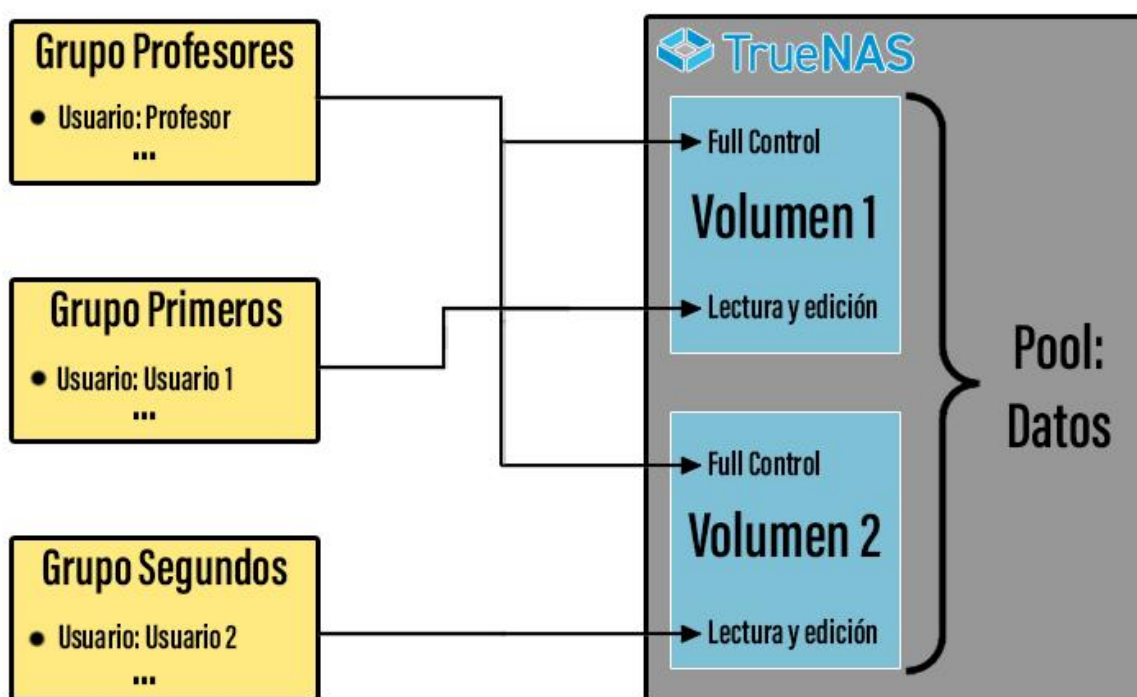 Grupo Profesores
• Usuario: Profesor
...
Grupo Primeros
• Usuario: Usuario 1
...
Grupo Segundos
• Usuario: Usuario 2
...
TrueNAS
Full Control
Volumen 1
Lectura y edición
Full Control
Volumen 2
Lectura y edición
Pool:
Datos